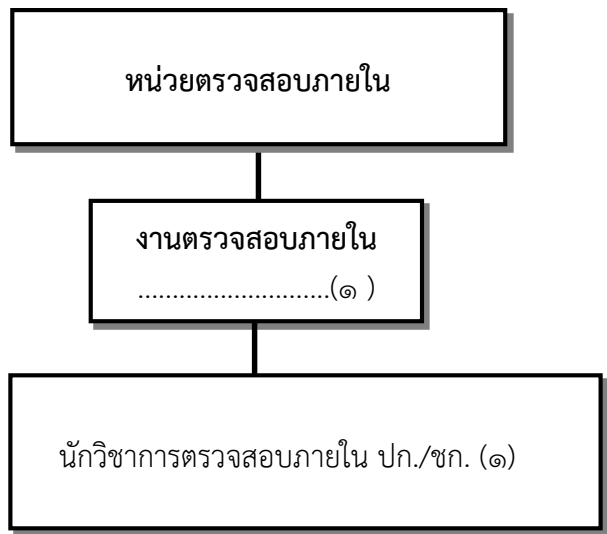 หน่วยตรวจสอบภายใน
งานตรวจสอบภายใน
............................(๑ )
นักวิชาการตรวจสอบภายใน ปก./ชก. (๑)